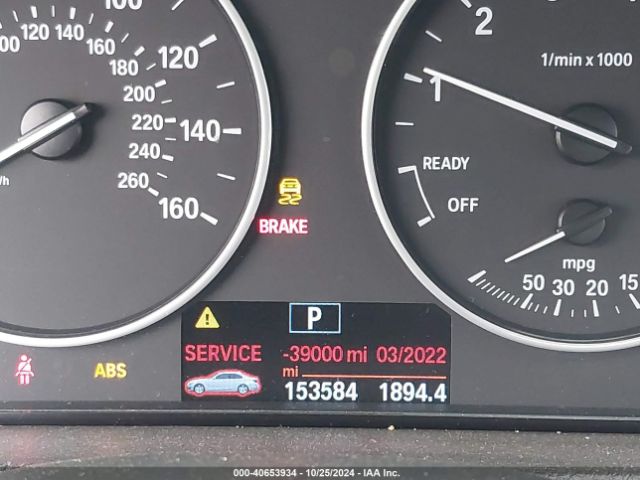 100
100 120 140 160 180 200 220 240 260
120
140
160
2
1
1/min x 1000
READY
OFF
mpg
50 30 20 15
BRAKE
ABS
P
SERVICE -39000 mi 03/2022
mi
153584 1894.4
000-40653934 - 10/25/2024 - IAA Inc.